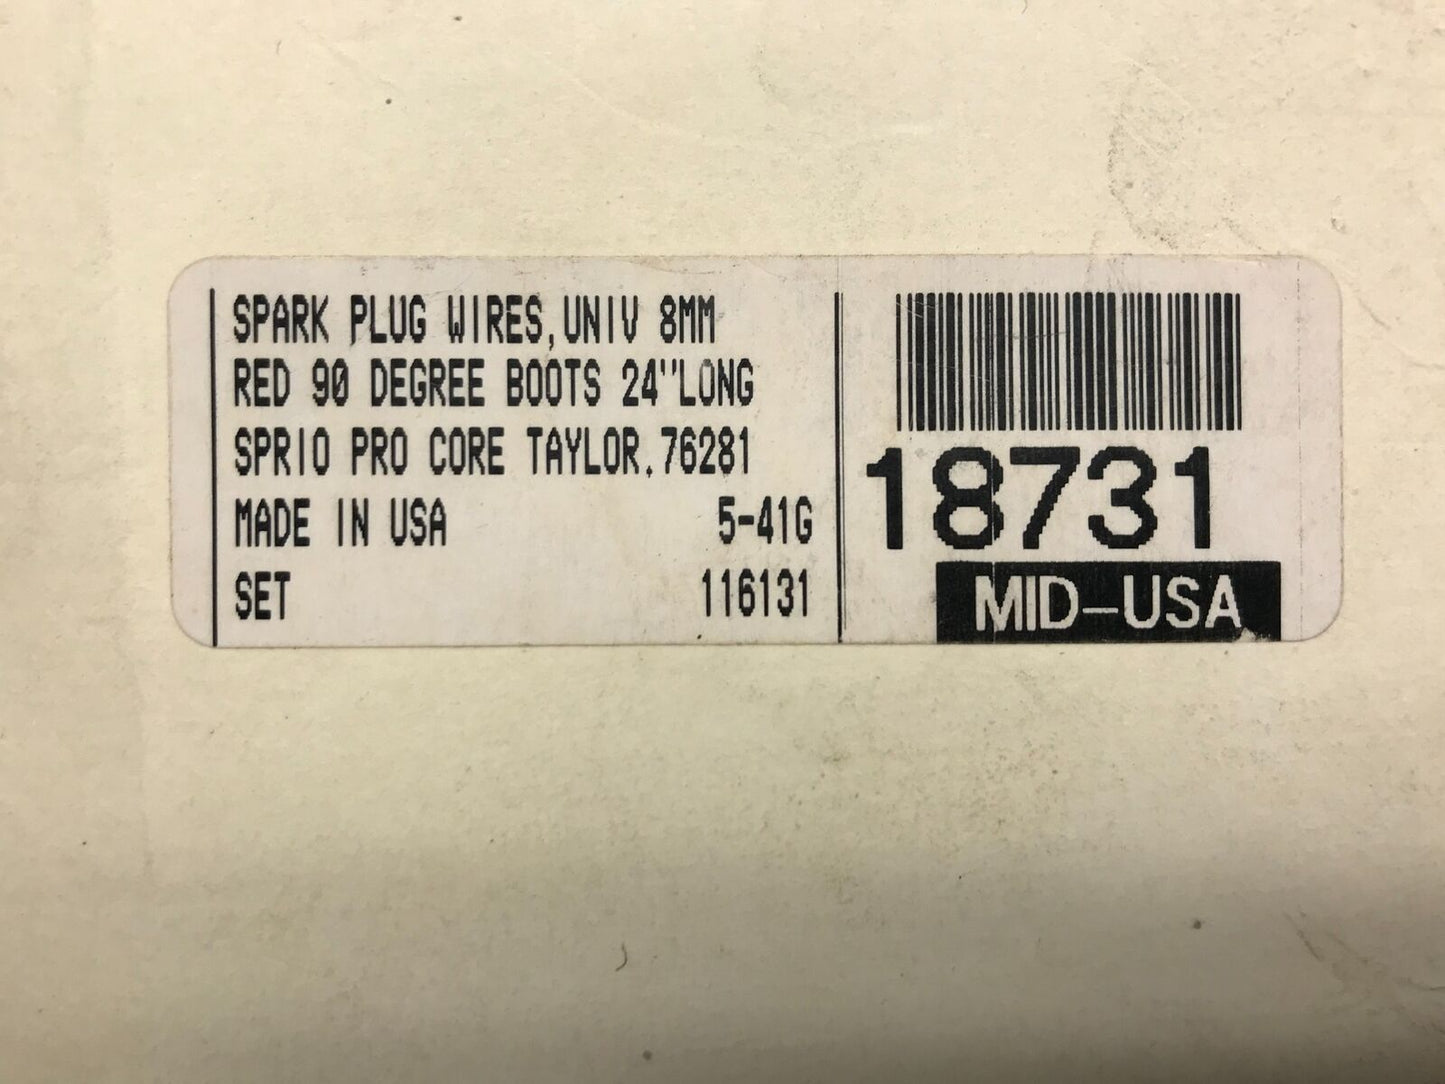 SPARK PLUG WIRES,UNIV 8MM
RED 90 DEGREE BOOTS 24"LONG
SPRIO PRO CORE TAYLOR.76281
MADE IN USA 5-41G
SET 116131
18731
MID-USA